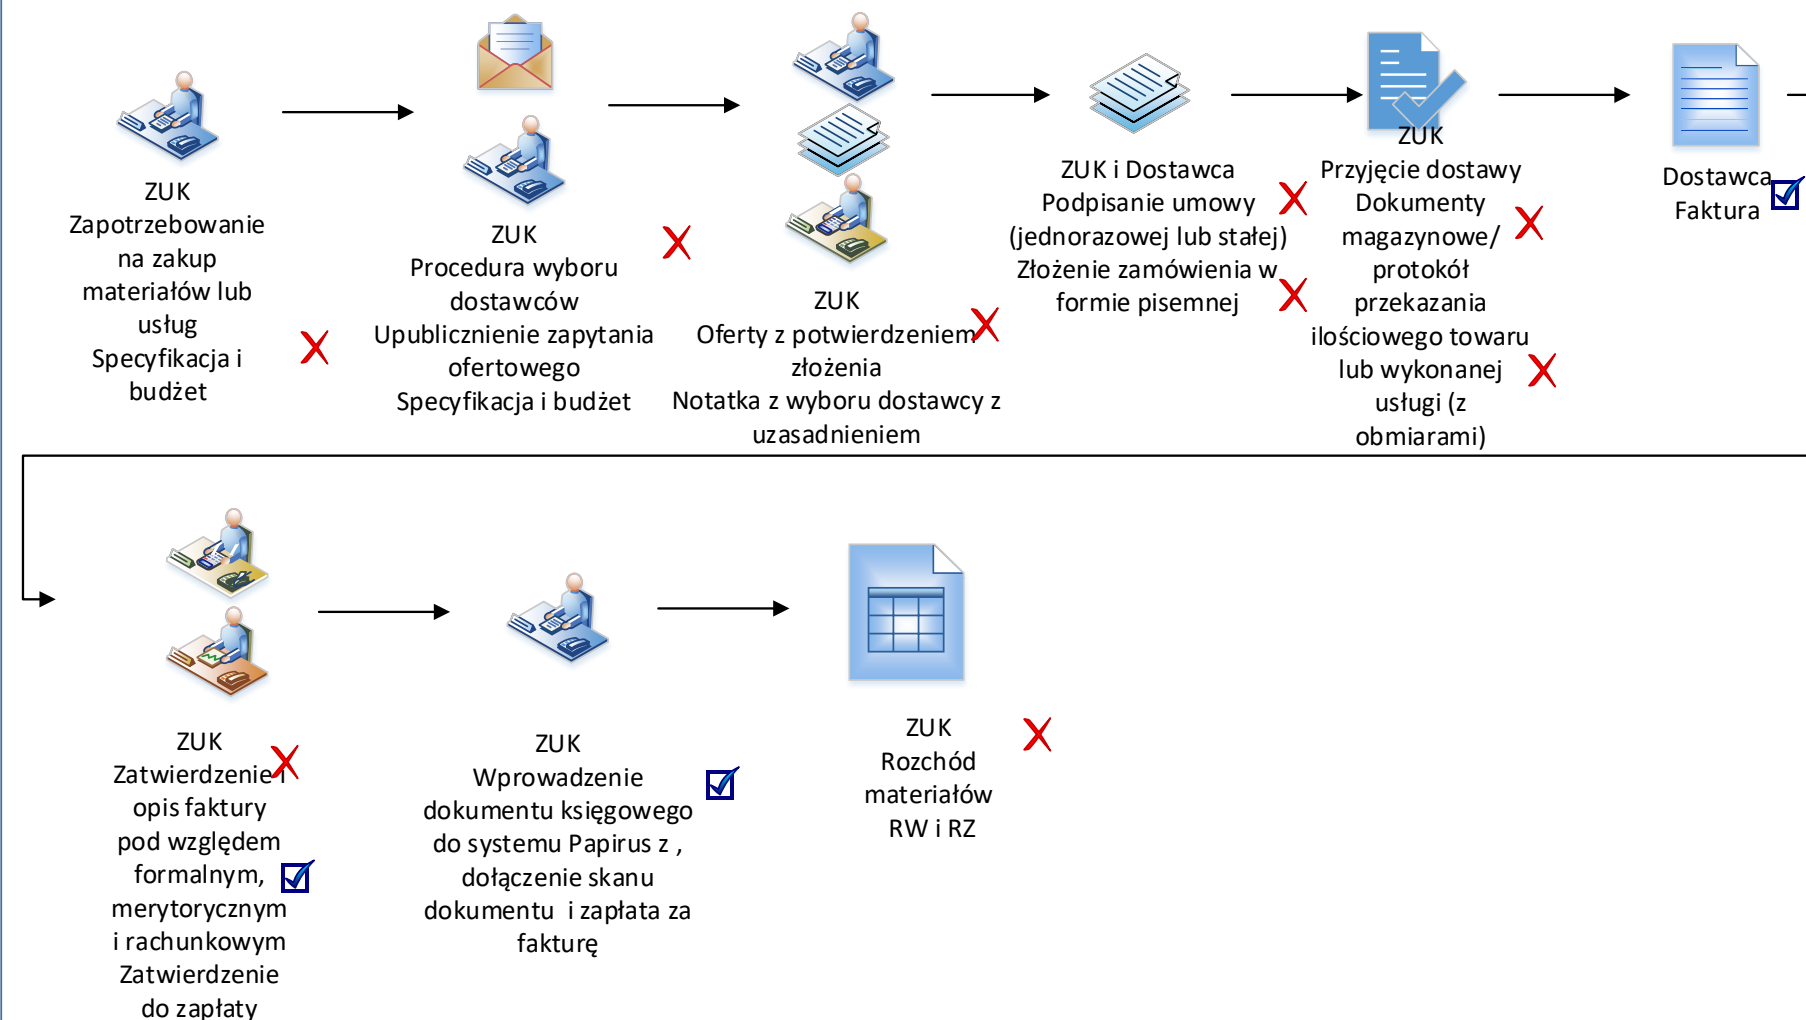 ZUK
Zapotrzebowanie
na zakup
materiałów lub
usług
Specyfikacja i
budżet
ZUK
Procedura wyboru
dostawców
Upublicznienie zapytania
ofertowego
Specyfikacja i budżet
ZUK
Oferty z potwierdzeniem
złożenia
Notatka z wyboru dostawcy z
uzasadnieniem
ZUK i Dostawca
Podpisanie umowy
(jednorazowej lub stałej)
Złożenie zamówienia w
formie pisemnej
ZUK
Przyjęcie dostawy
Dokumenty
magazynowe/
protokół
przekazania
ilościowego towaru
lub wykonanej
usługi (z
obmiarami)
Dostawca
Faktura
ZUK
Zatwierdzenie i
opis faktury
pod względem
formalnym,
merytorycznym
i rachunkowym
Zatwierdzenie
do zapłaty
ZUK
Wprowadzenie
dokumentu księgowego
do systemu Papirus z ,
dołączenie skanu
dokumentu i zapłata za
fakturę
ZUK
Rozchód
materiałów
RW i RZ